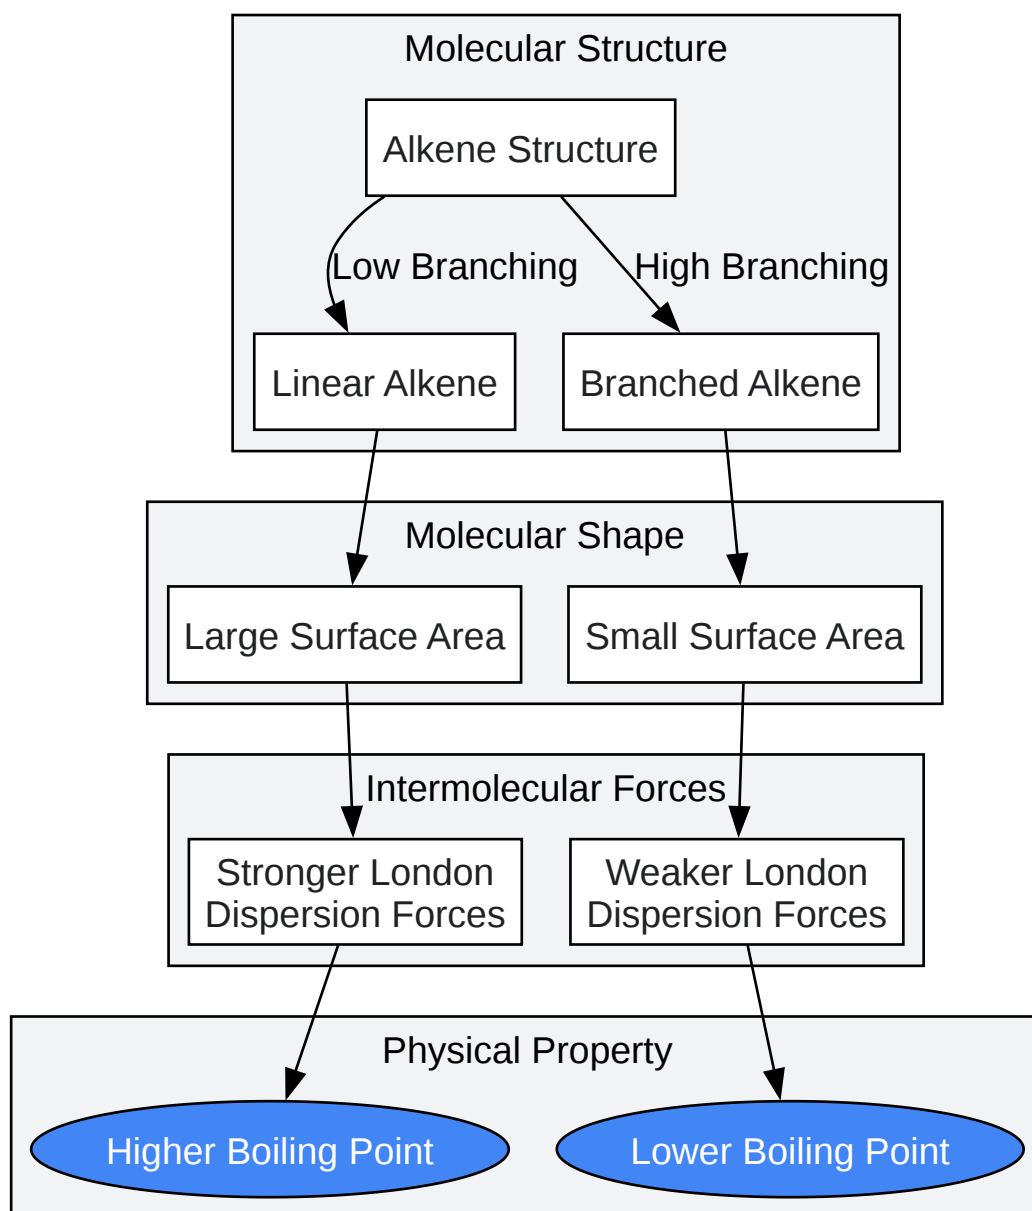 Molecular Structure
Alkene Structure
Low Branching
High Branching
Linear Alkene
Branched Alkene
Molecular Shape
Large Surface Area
Small Surface Area
Intermolecular Forces
Stronger London
Dispersion Forces
Weaker London
Dispersion Forces
Physical Property
Higher Boiling Point
Lower Boiling Point